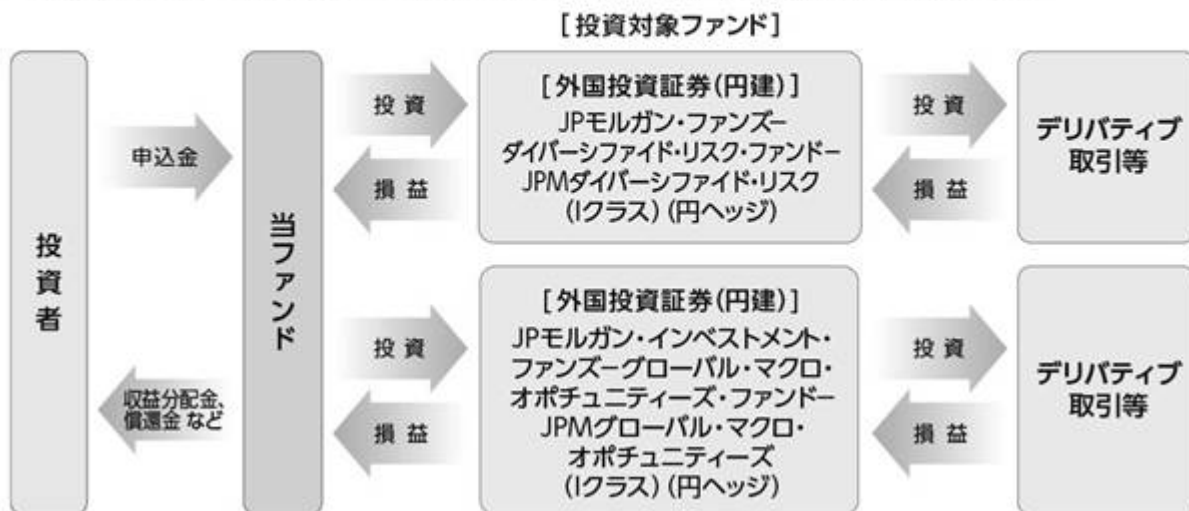 [投資対象ファンド]
投資者
申込金
収益分配金、
償還金 など
当ファンド
投 資
損 益
[外国投資証券(円建)]
JPモルガン・ファンズー
ダイバーシファイド・リスク・ファンドー
JPMダイバーシファイド・リスク
(Iクラス)(円ヘッジ)
投 資
損 益
デリバティブ
取引等
投 資
損 益
[外国投資証券(円建)]
JPモルガン・インベストメント・
ファンズーグローバル・マクロ・
オポチュニティーズ・ファンドー
JPMグローバル・マクロ・
オポチュニティーズ
(Iクラス)(円ヘッジ)
投 資
損 益
デリバティブ
取引等